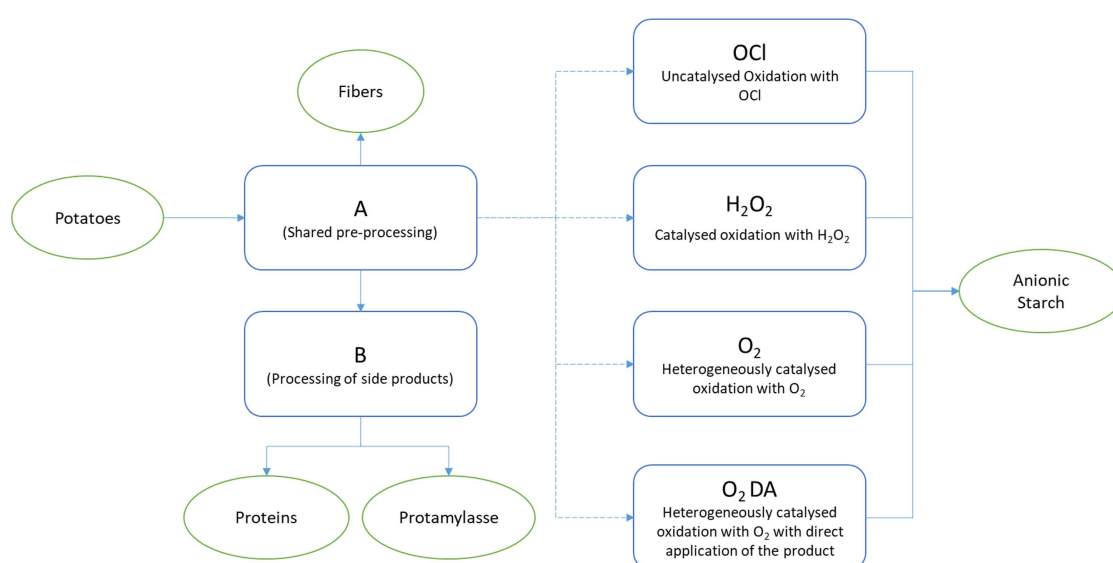 OCl
Uncatalysed Oxidation with
OCl
Fibers
Potatoes
A
(Shared pre-processing)
H₂O₂
Catalysed oxidation with H₂O₂
Anionic
Starch
B
(Processing of side products)
O₂
Heterogeneously catalysed
oxidation with O₂
Proteins
Protamylasse
O₂ DA
Heterogeneously catalysed
oxidation with O₂ with direct
application of the product